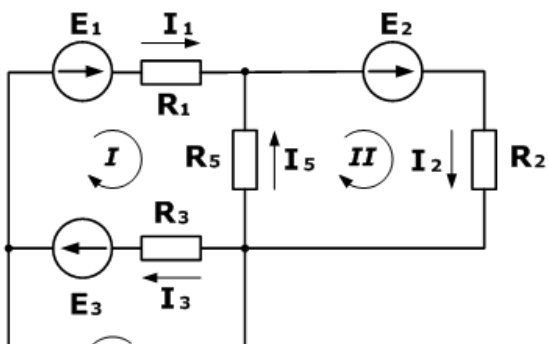 E₁ I₁ E₂
R₁
I R₅ I₅ II I₂ R₂
R₃
E₃ I₃